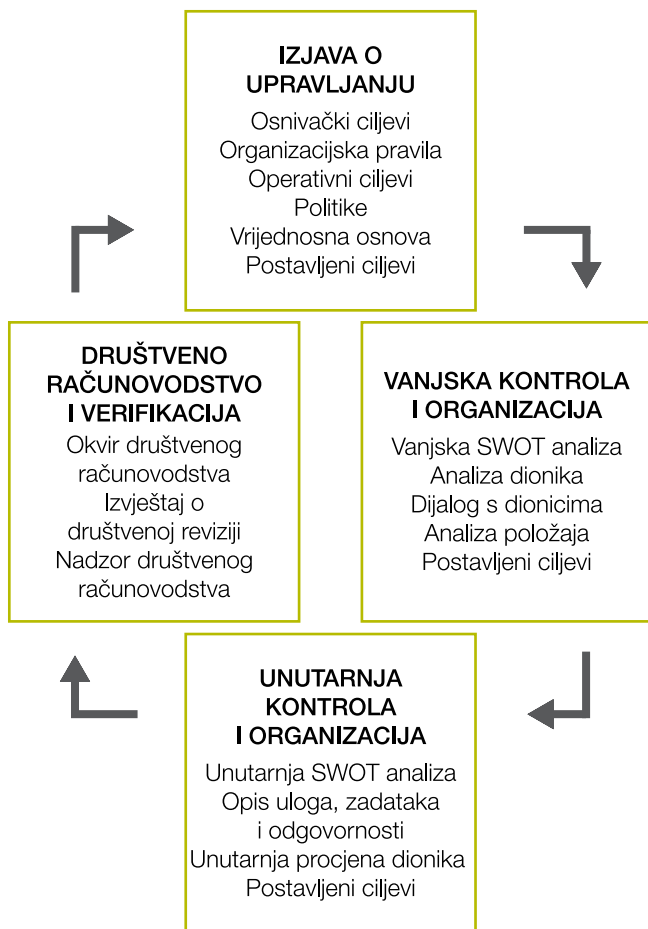 IZJAVA O
UPRAVLJANJU
Osnivački ciljevi
Organizacijska pravila
Operativni ciljevi
Politike
Vrijednosna osnova
Postavljeni ciljevi
DRUŠTVENO
RAČUNOVODSTVO
I VERIFIKACIJA
Okvir društvenog
računovodstva
Izvještaj o
društvenoj reviziji
Nadzor društvenog
računovodstva
VANJSKA KONTROLA
I ORGANIZACIJA
Vanjska SWOT analiza
Analiza dionika
Dijalog s dionicima
Analiza položaja
Postavljeni ciljevi
UNUTARNJA
KONTROLA
I ORGANIZACIJA
Unutarnja SWOT analiza
Opis uloga, zadataka
i odgovornosti
Unutarnja procjena dionika
Postavljeni ciljevi